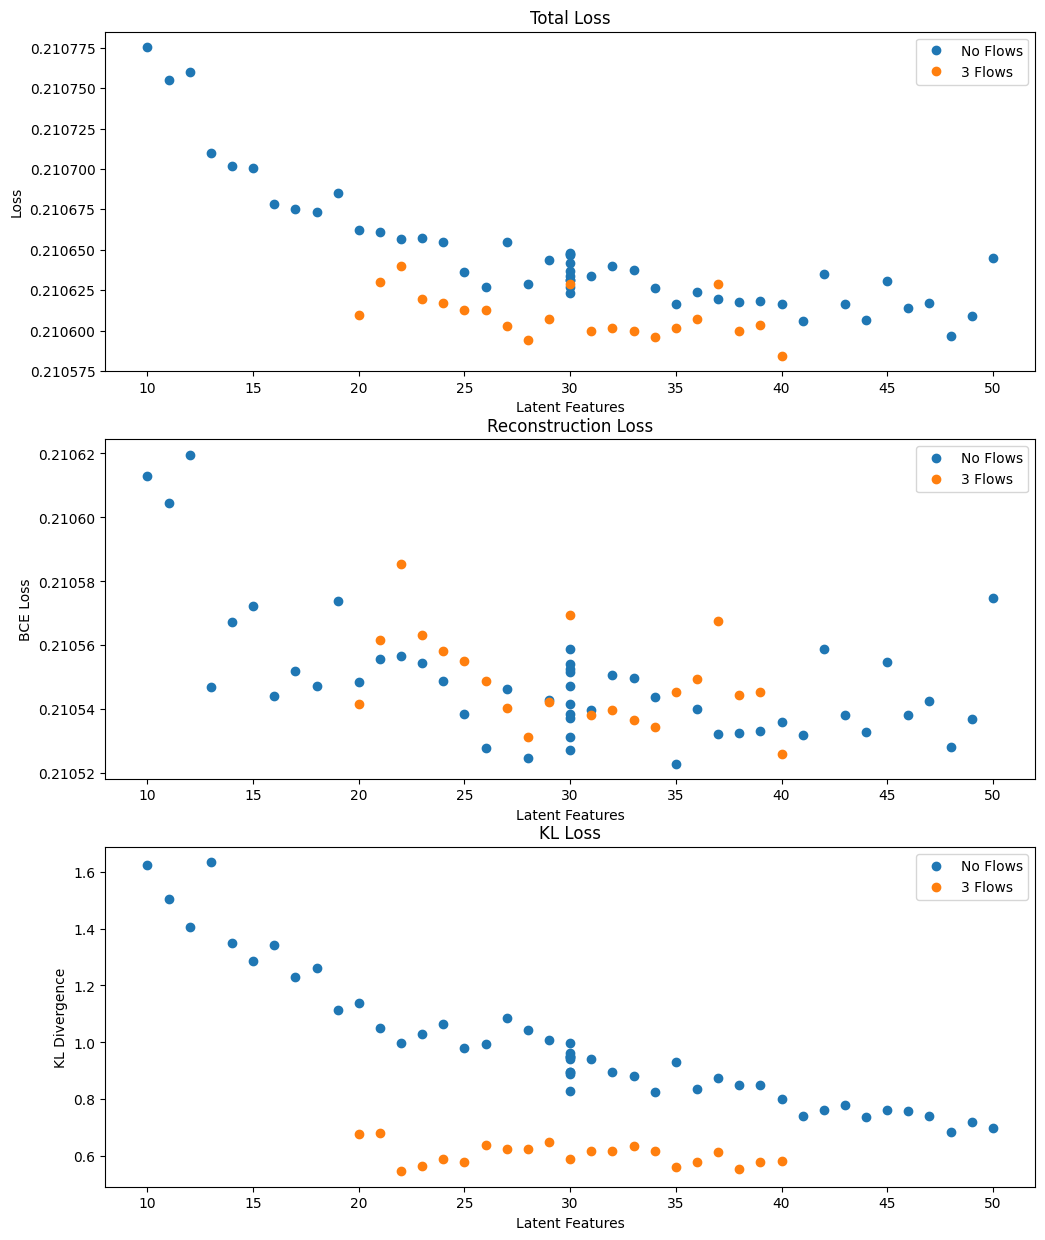 Total Loss
0.210775
0.210750
0.210725
0.210700
0.210675
0.210650
0.210625
0.210600
0.210575
Loss
No Flows
3 Flows
10 15 20 25 30 35 40 45 50
Latent Features
Reconstruction Loss
0.21062
0.21060
0.21058
0.21056
0.21054
0.21052
BCE Loss
No Flows
3 Flows
10 15 20 25 30 35 40 45 50
Latent Features
KL Loss
1.6
1.4
1.2
1.0
0.8
0.6
KL Divergence
No Flows
3 Flows
10 15 20 25 30 35 40 45 50
Latent Features